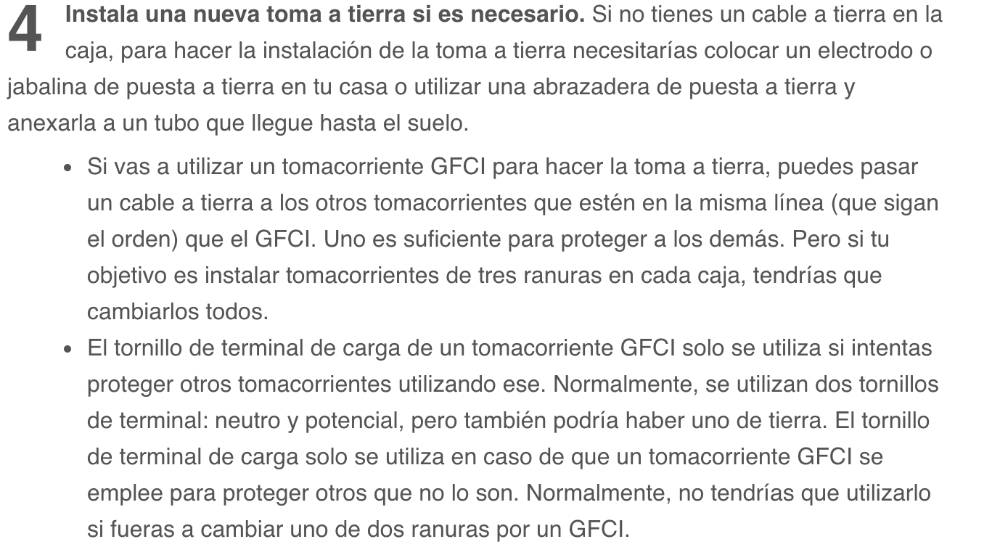 4 Instala una nueva toma a tierra si es necesario. Si no tienes un cable a tierra en la
caja, para hacer la instalación de la toma a tierra necesitarías colocar un electrodo o
jabalina de puesta a tierra en tu casa o utilizar una abrazadera de puesta a tierra y
anexarla a un tubo que llegue hasta el suelo.
• Si vas a utilizar un tomacorriente GFCI para hacer la toma a tierra, puedes pasar
un cable a tierra a los otros tomacorrientes que estén en la misma línea (que sigan
el orden) que el GFCI. Uno es suficiente para proteger a los demás. Pero si tu
objetivo es instalar tomacorrientes de tres ranuras en cada caja, tendrías que
cambiarlos todos.
• El tornillo de terminal de carga de un tomacorriente GFCI solo se utiliza si intentas
proteger otros tomacorrientes utilizando ese. Normalmente, se utilizan dos tornillos
de terminal: neutro y potencial, pero también podría haber uno de tierra. El tornillo
de terminal de carga solo se utiliza en caso de que un tomacorriente GFCI se
emplee para proteger otros que no lo son. Normalmente, no tendrías que utilizarlo
si fueras a cambiar uno de dos ranuras por un GFCI.